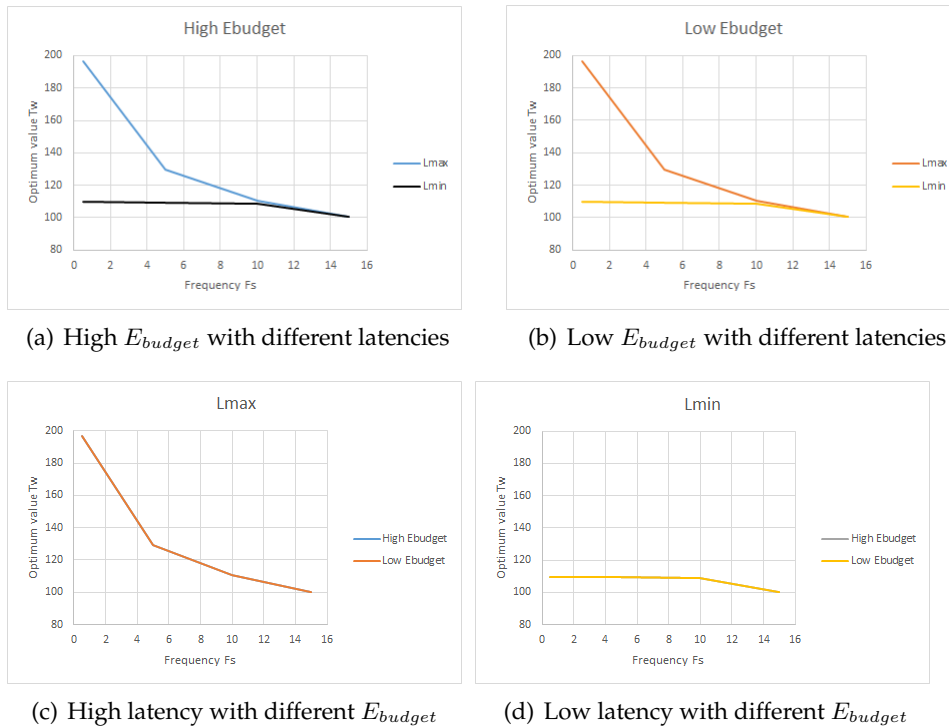 High Ebudget
200
180
160
140
120
100
80
0 2 4 6 8 10 12 14 16
Optimum value Tw
Frequency Fs
Lmax
Lmin
(a) High E_budget with different latencies
Low Ebudget
200
180
160
140
120
100
80
0 2 4 6 8 10 12 14 16
Optimum value Tw
Frequency Fs
Lmax
Lmin
(b) Low E_budget with different latencies
Lmax
200
180
160
140
120
100
80
0 2 4 6 8 10 12 14 16
Optimum value Tw
Frequency Fs
High Ebudget
Low Ebudget
(c) High latency with different E_budget
Lmin
200
180
160
140
120
100
80
0 2 4 6 8 10 12 14 16
Optimum value Tw
Frequency Fs
High Ebudget
Low Ebudget
(d) Low latency with different E_budget